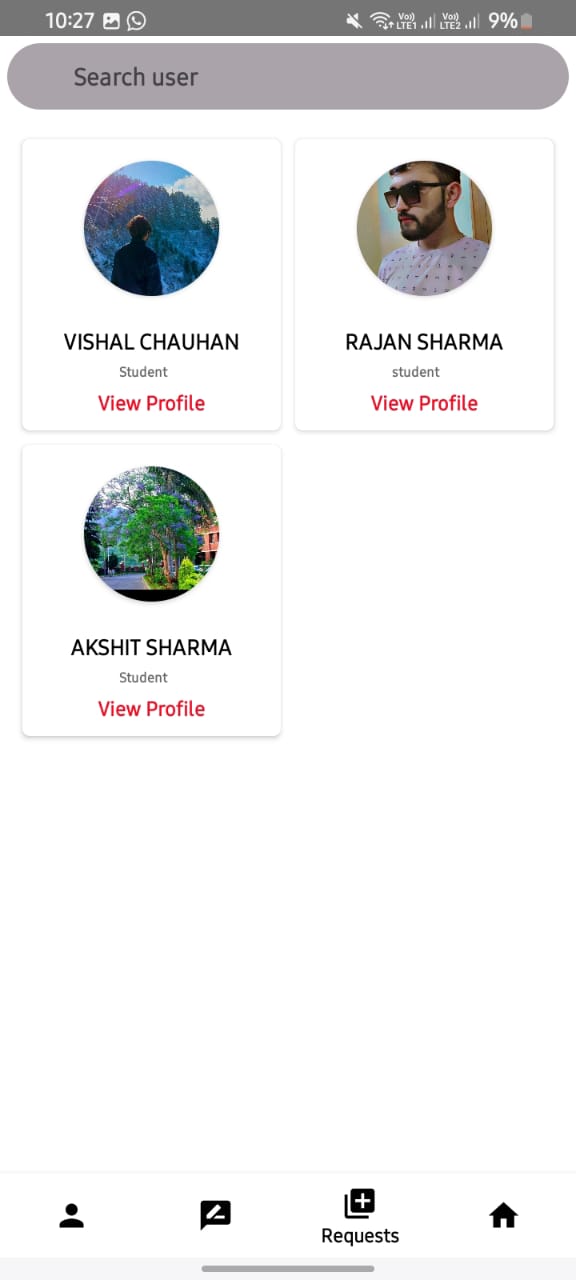 10:27 Vo) LTE1 Vo) LTE2 9%
Search user
VISHAL CHAUHAN
Student
View Profile
RAJAN SHARMA
student
View Profile
AKSHIT SHARMA
Student
View Profile
Requests